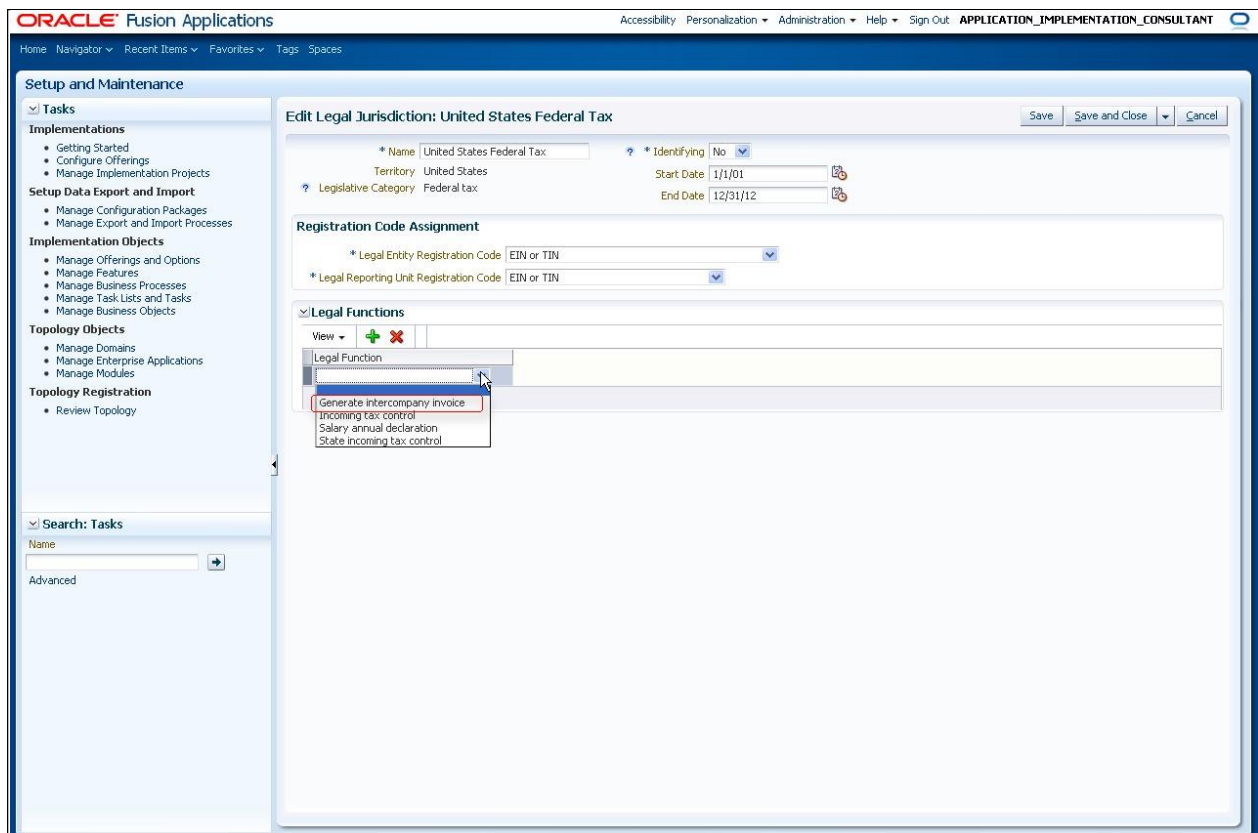 ORACLE Fusion Applications
Accessibility Personalization Administration Help Sign Out APPLICATION_IMPLEMENTATION_CONSULTANT
Home Navigator Recent Items Favorites Tags Spaces
Setup and Maintenance
Tasks
Implementations
• Getting Started
• Configure Offerings
• Manage Implementation Projects
Setup Data Export and Import
• Manage Configuration Packages
• Manage Export and Import Processes
Implementation Objects
• Manage Offerings and Options
• Manage Features
• Manage Business Processes
• Manage Task Lists and Tasks
• Manage Business Objects
Topology Objects
• Manage Domains
• Manage Enterprise Applications
• Manage Modules
Topology Registration
• Review Topology
Search: Tasks
Name
Advanced
Edit Legal Jurisdiction: United States Federal Tax
Save Save and Close Cancel
* Name United States Federal Tax
Territory United States
? Legislative Category Federal tax
? * Identifying No
Start Date 1/1/01
End Date 12/31/12
Registration Code Assignment
* Legal Entity Registration Code EIN or TIN
* Legal Reporting Unit Registration Code EIN or TIN
Legal Functions
View
Legal Function
Generate intercompany invoice
Incoming tax control
Salary annual declaration
State incoming tax control